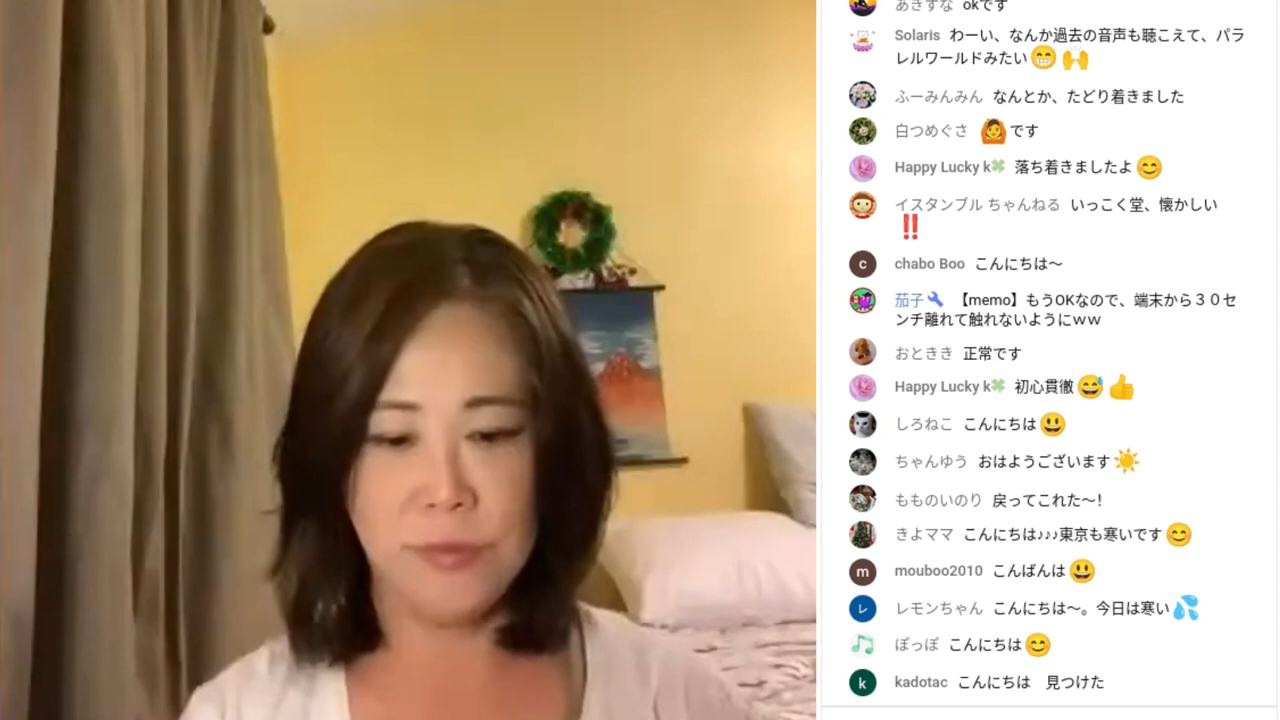 あきすな okです
Solaris わーい、なんか過去の音声も聴こえて、パラ
レルワールドみたい😁🙌
ふーみんみん なんとか、たどり着きました
白つめぐさ 🙆です
Happy Lucky k🍀 落ち着きましたよ😊
イスタンブル ちゃんねる いっこく堂、懐かしい
‼️
c chabo Boo こんにちは〜
茄子🔧 【memo】もうOKなので、端末から３０セ
ンチ離れて触れないようにｗｗ
おときき 正常です
Happy Lucky k🍀 初心貫徹😅👍
しろねこ こんにちは😃
ちゃんゆう おはようございます☀️
もものいのり 戻ってこれた〜！
きよママ こんにちは♪♪♪東京も寒いです😊
m mouboo2010 こんばんは😃
レ レモンちゃん こんにちは〜。今日は寒い💦
ぽっぽ こんにちは😊
k kadotac こんにちは　見つけた